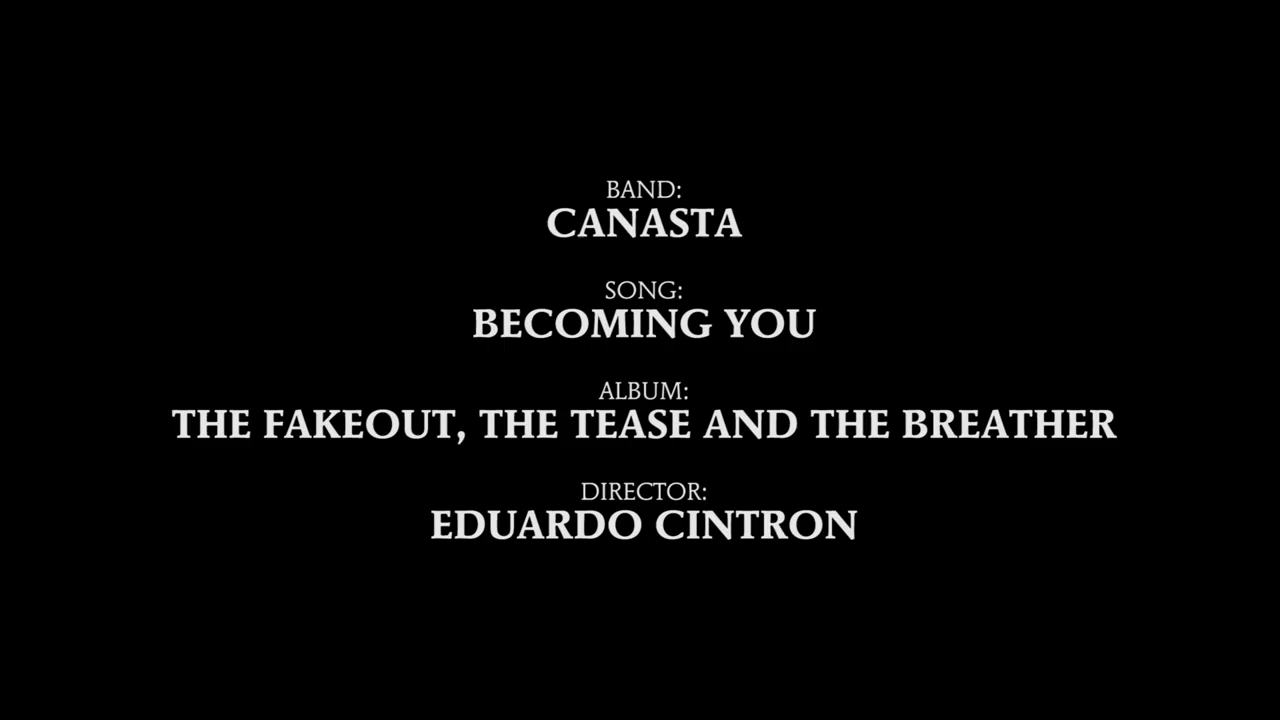 BAND:
CANASTA
SONG:
BECOMING YOU
ALBUM:
THE FAKEOUT, THE TEASE AND THE BREATHER
DIRECTOR:
EDUARDO CINTRON